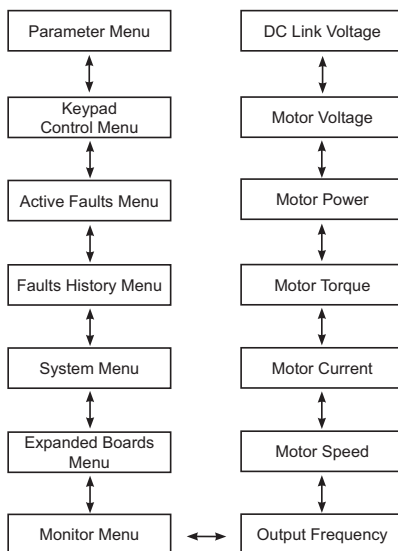 Parameter Menu
Keypad
Control Menu
Active Faults Menu
Faults History Menu
System Menu
Expanded Boards
Menu
Monitor Menu
DC Link Voltage
Motor Voltage
Motor Power
Motor Torque
Motor Current
Motor Speed
Output Frequency